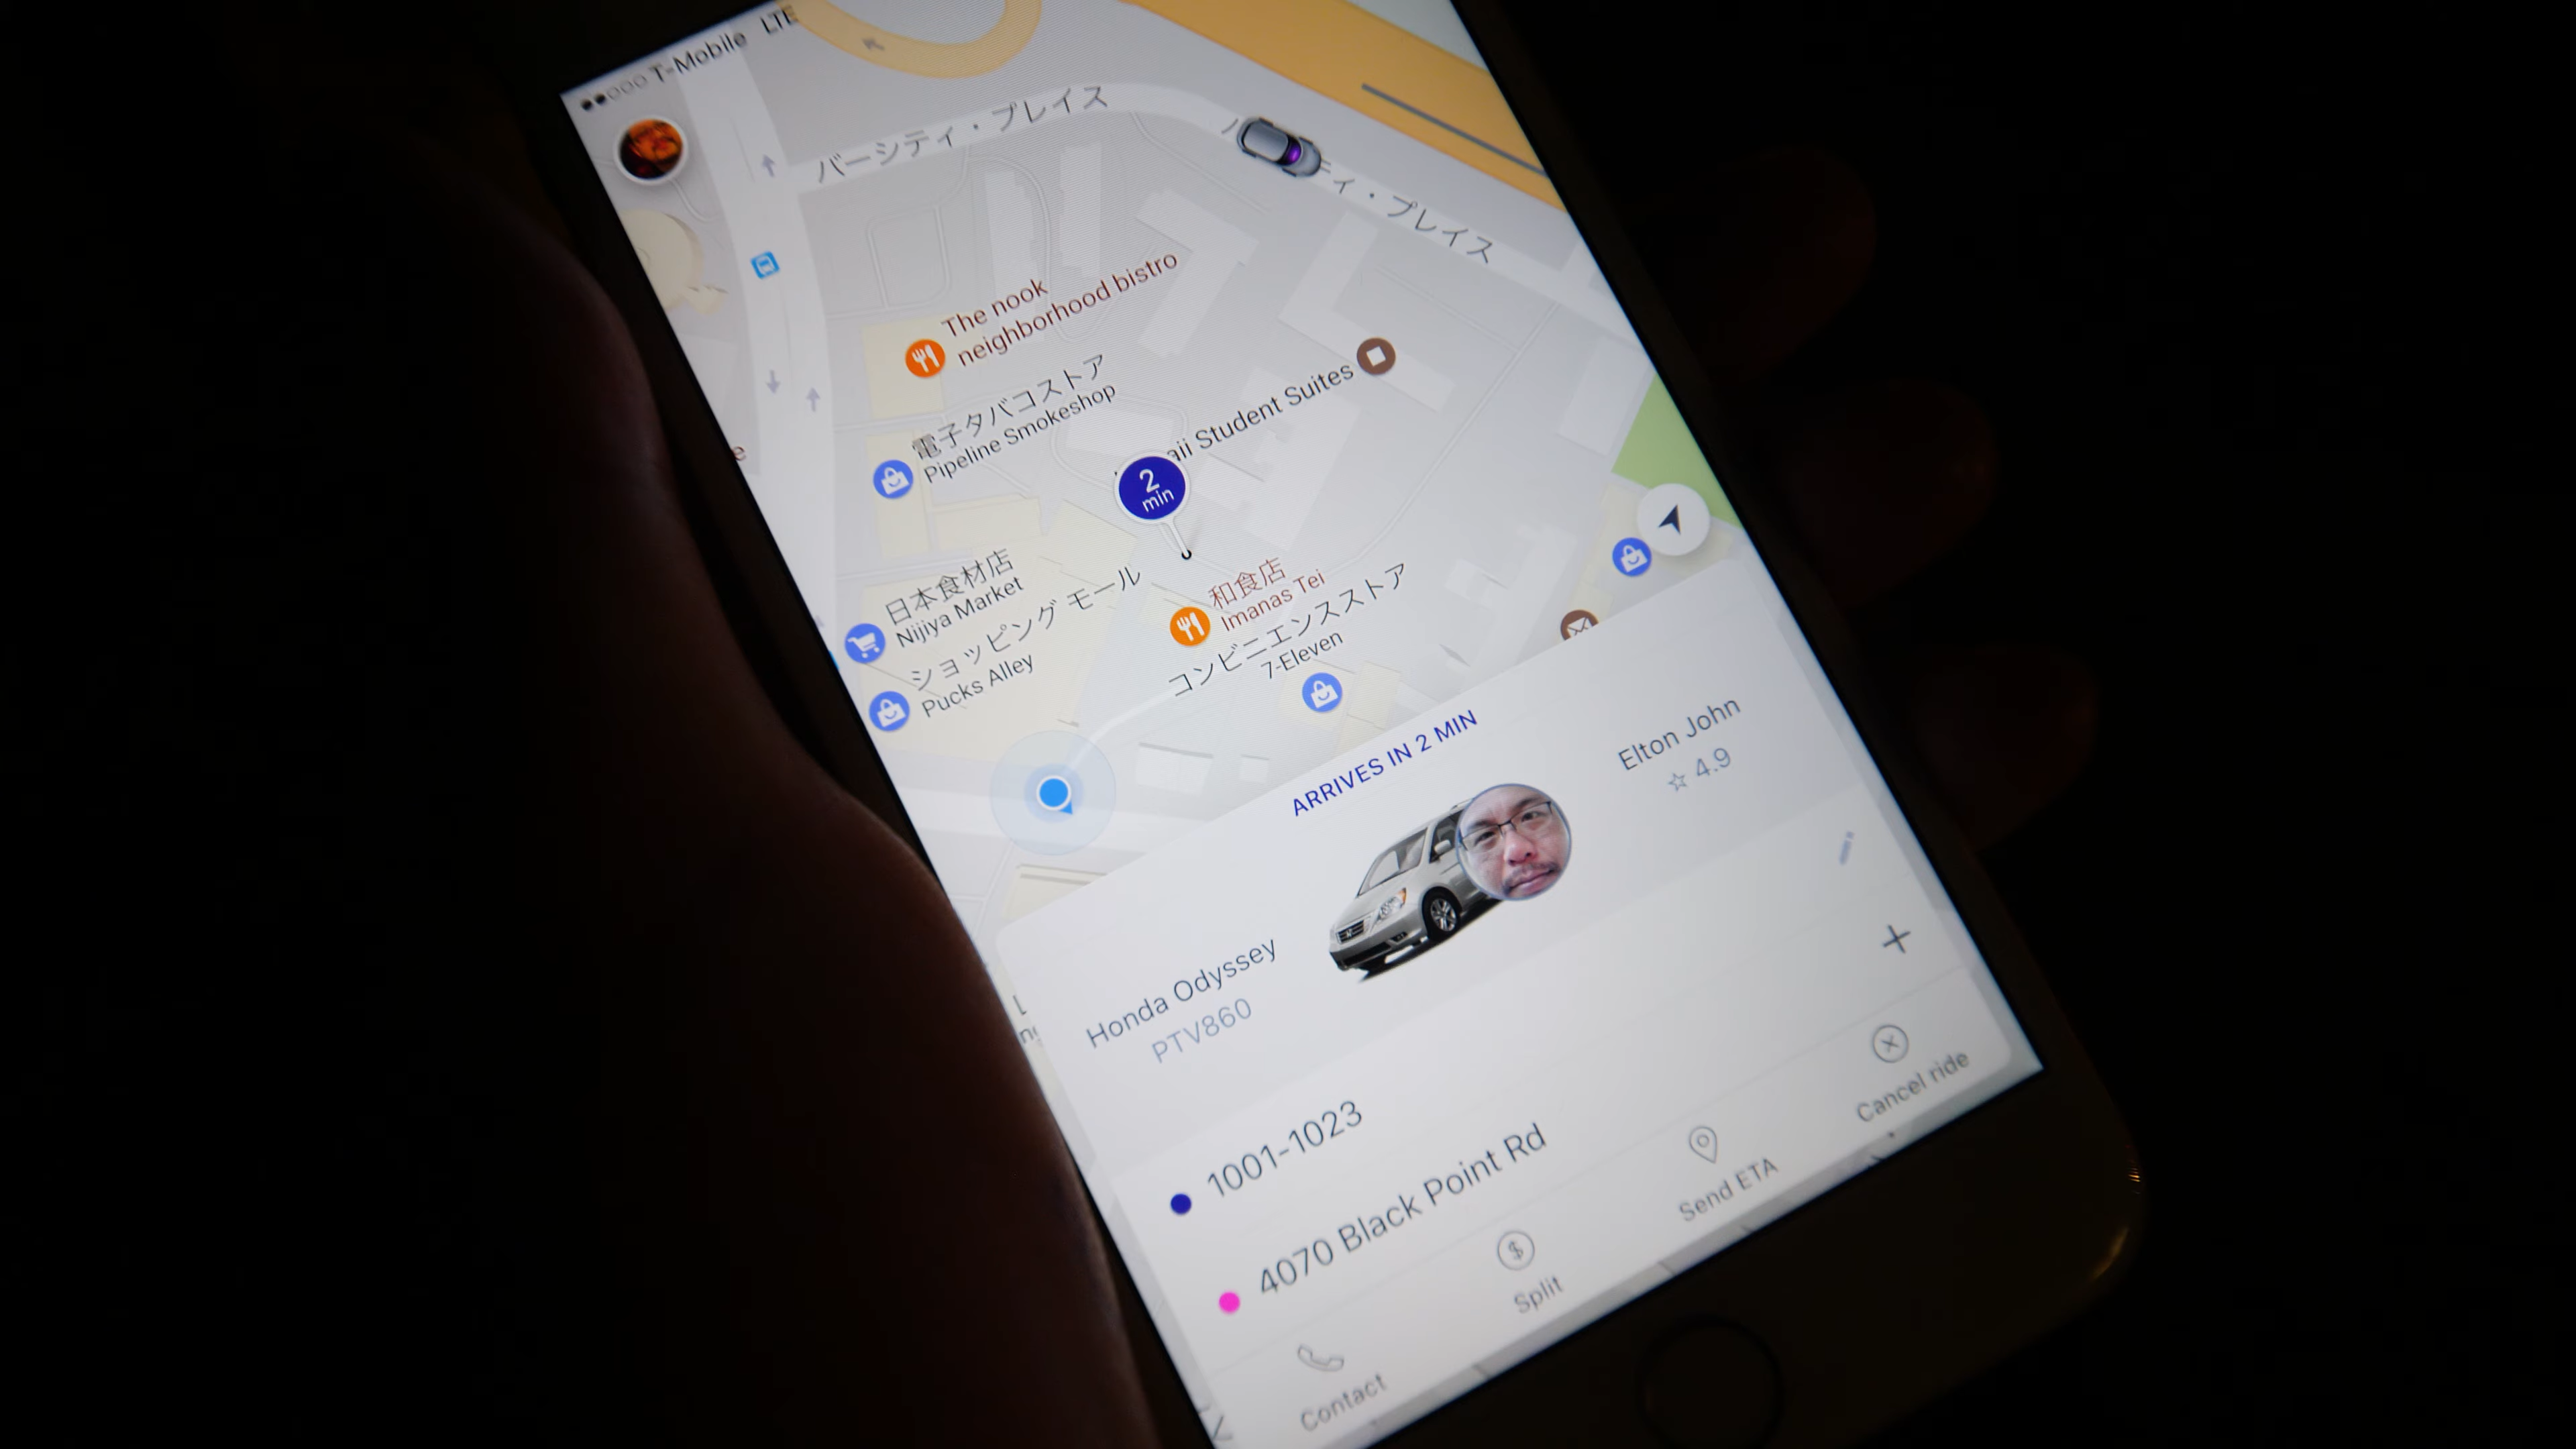 T-Mobile LTE
バーシティ・プレイス
ティ・プレイス
The nook
neighborhood bistro
電子タバコストア
Pipeline Smokeshop
aii Student Suites
2
min
日本食材店
Nijiya Market
ショッピング モール
Pucks Alley
和食店
Imanas Tei
コンビニエンスストア
7-Eleven
ARRIVES IN 2 MIN
Elton John
☆ 4.9
Honda Odyssey
PTV860
1001-1023
4070 Black Point Rd
Contact
Split
Send ETA
Cancel ride